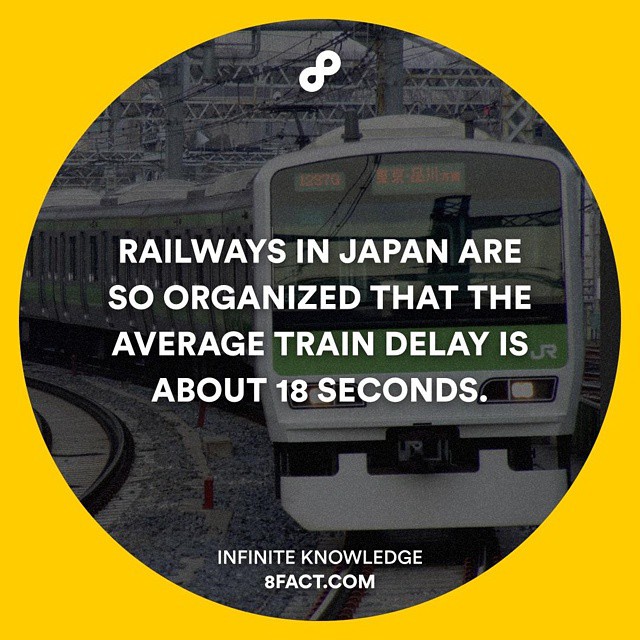 1237G 東京・品川方面
RAILWAYS IN JAPAN ARE
SO ORGANIZED THAT THE
AVERAGE TRAIN DELAY IS
ABOUT 18 SECONDS.
JR
INFINITE KNOWLEDGE
8FACT.COM